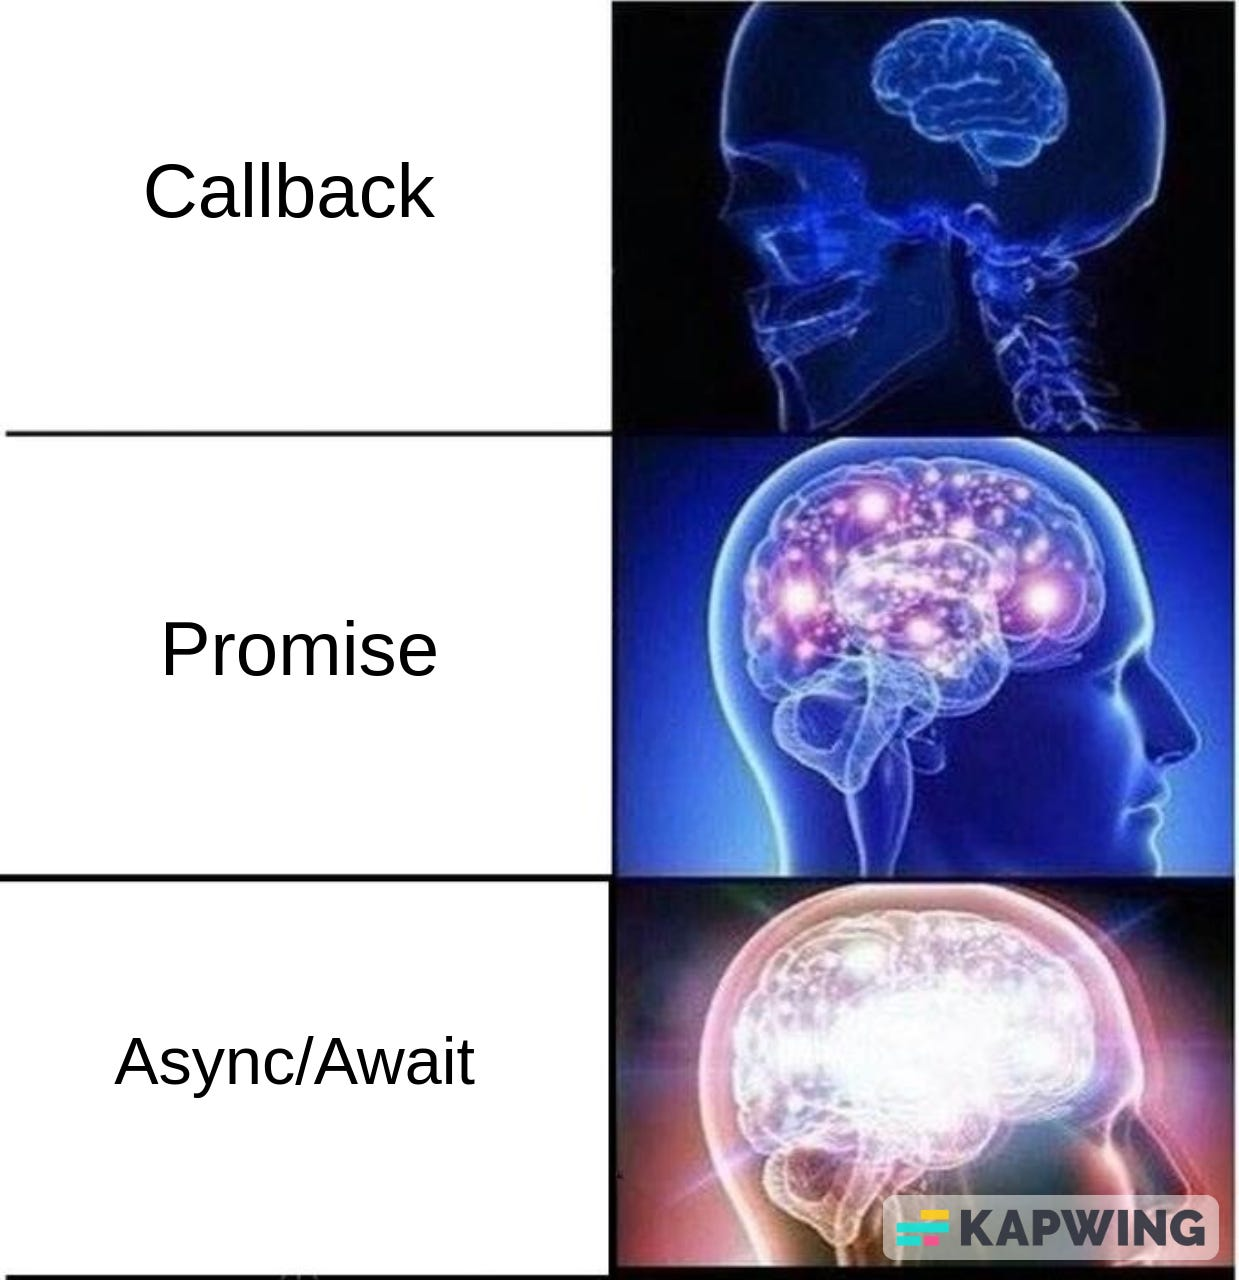 Callback
Promise
Async/Await
KAPWING